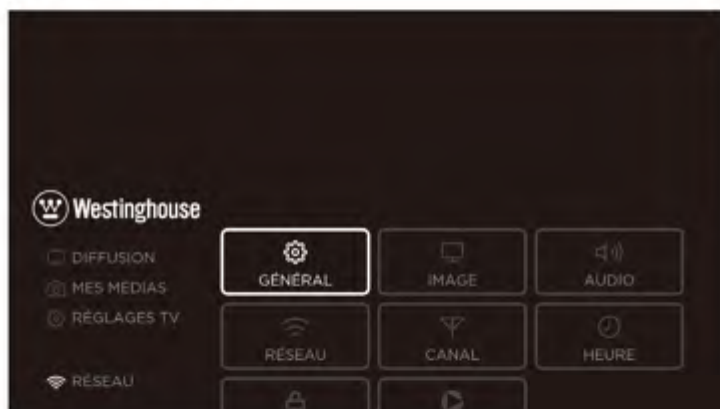 Westinghouse
DIFFUSION
MES MEDIAS
RÉGLAGES TV
RÉSEAU
GÉNÉRAL
IMAGE
AUDIO
RÉSEAU
CANAL
HEURE